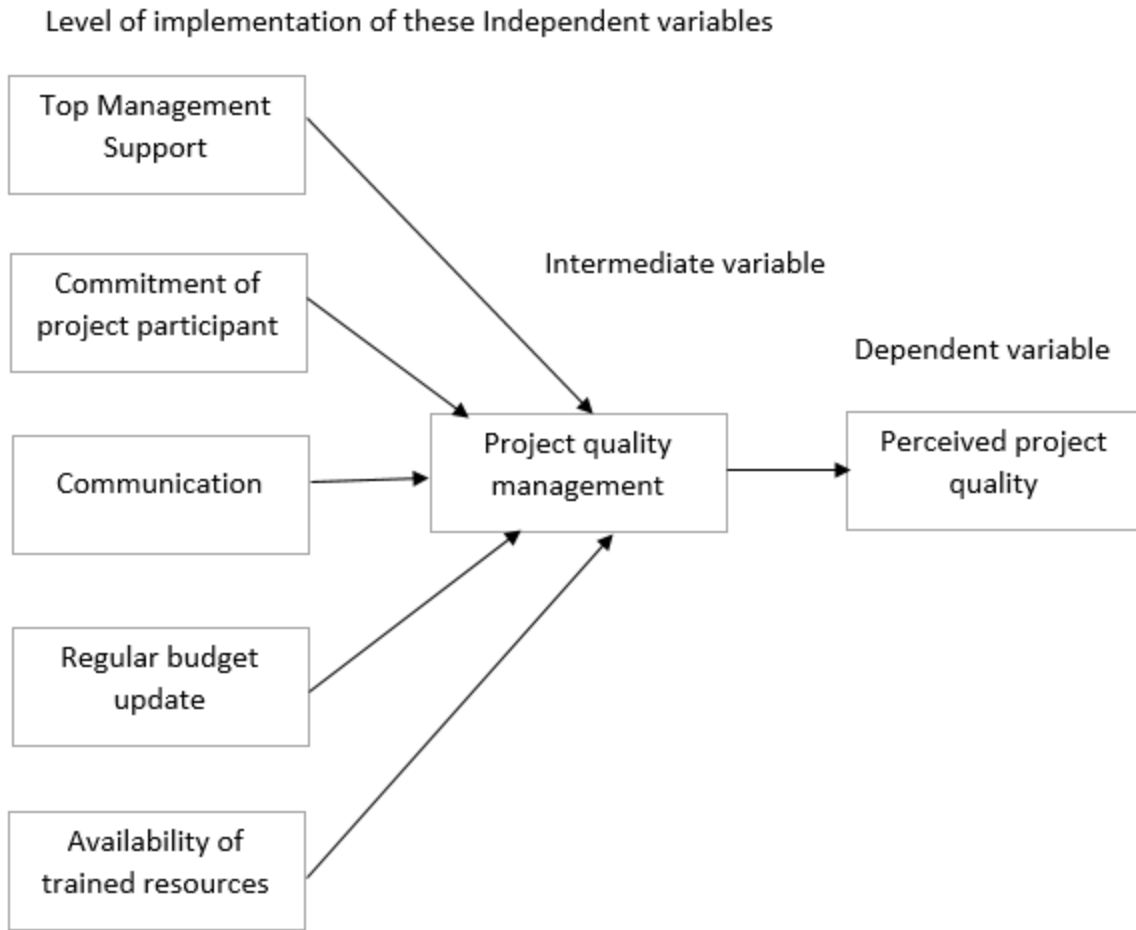 Level of implementation of these Independent variables
Top Management
Support
Commitment of
project participant
Communication
Regular budget
update
Availability of
trained resources
Intermediate variable
Project quality
management
Dependent variable
Perceived project
quality